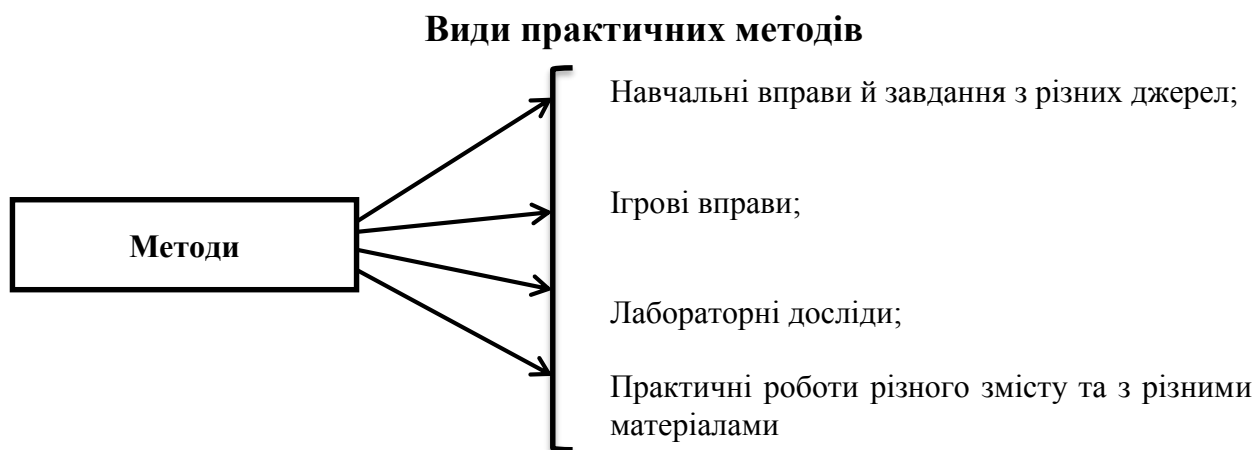 Види практичних методів
Навчальні вправи й завдання з різних джерел;
Ігрові вправи;
Методи
Лабораторні досліди;
Практичні роботи різного змісту та з різними
матеріалами